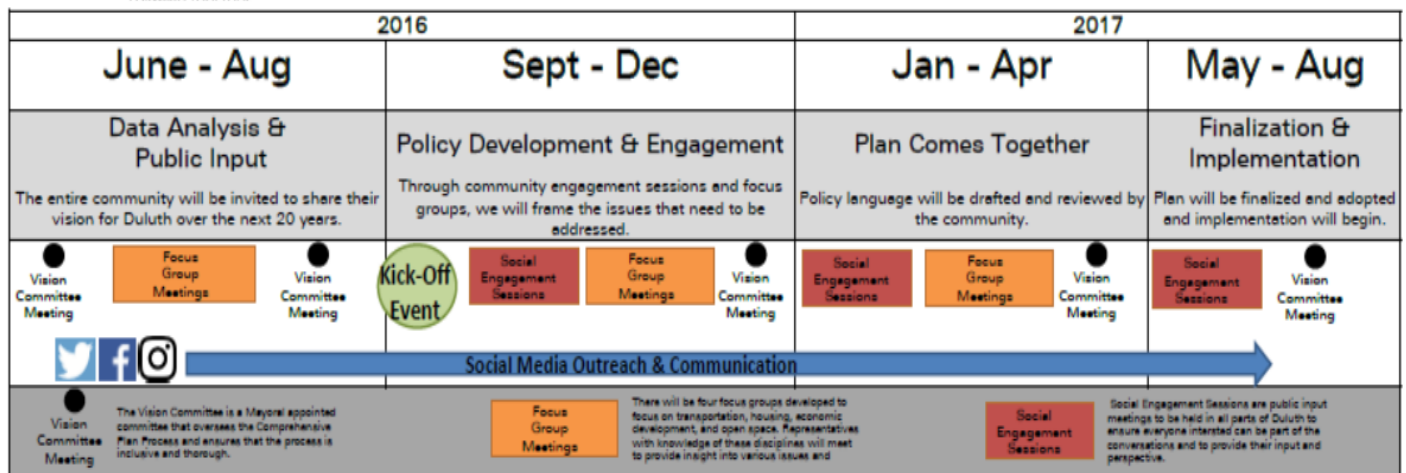 2016
2017
June - Aug
Sept - Dec
Jan - Apr
May - Aug
Data Analysis &
Public Input
The entire community will be invited to share their
vision for Duluth over the next 20 years.
Policy Development & Engagement
Through community engagement sessions and focus
groups, we will frame the issues that need to be
addressed.
Plan Comes Together
Policy language will be drafted and reviewed by
the community.
Finalization &
Implementation
Plan will be finalized and adopted
and implementation will begin.
Vision
Committee
Meeting
Focus
Group
Meetings
Vision
Committee
Meeting
Kick-Off
Event
Social
Engagement
Sessions
Focus
Group
Meetings
Vision
Committee
Meeting
Social
Engagement
Sessions
Focus
Group
Meetings
Vision
Committee
Meeting
Social
Engagement
Sessions
Vision
Committee
Meeting
Social Media Outreach & Communication
Vision
Committee
Meeting
The Vision Committee is a Mayoral appointed
committee that oversees the Comprehensive
Plan Process and ensures that the process is
inclusive and thorough.
Focus
Group
Meetings
There will be four focus groups developed to
focus on transportation, housing, economic
development, and open space. Representatives
with knowledge of these disciplines will meet
to provide insight into various issues and
Social
Engagement
Sessions
Social Engagement Sessions are public input
meetings to be held in all parts of Duluth to
ensure everyone intersted can be part of the
conversations and to provide their input and
perspective.